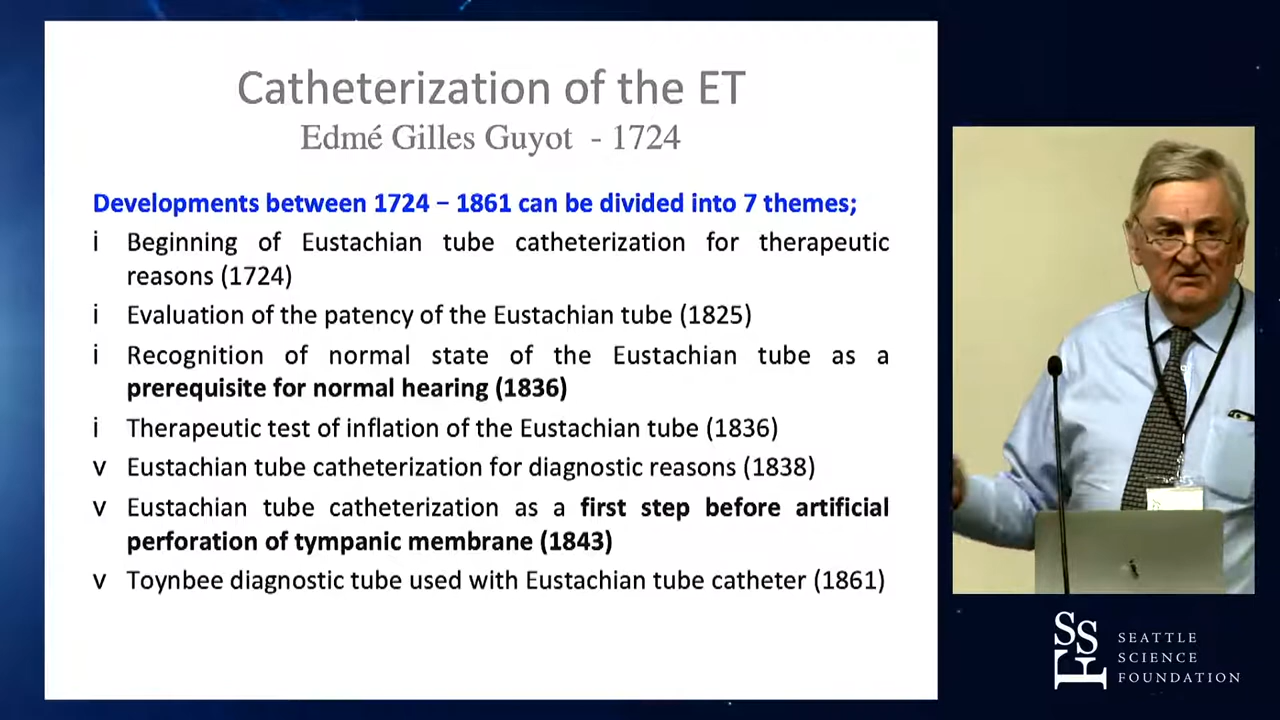 Catheterization of the ET
Edmé Gilles Guyot - 1724
Developments between 1724 – 1861 can be divided into 7 themes;
i Beginning of Eustachian tube catheterization for therapeutic
reasons (1724)
i Evaluation of the patency of the Eustachian tube (1825)
i Recognition of normal state of the Eustachian tube as a
prerequisite for normal hearing (1836)
i Therapeutic test of inflation of the Eustachian tube (1836)
v Eustachian tube catheterization for diagnostic reasons (1838)
v Eustachian tube catheterization as a first step before artificial
perforation of tympanic membrane (1843)
v Toynbee diagnostic tube used with Eustachian tube catheter (1861)
SSF
SEATTLE
SCIENCE
FOUNDATION